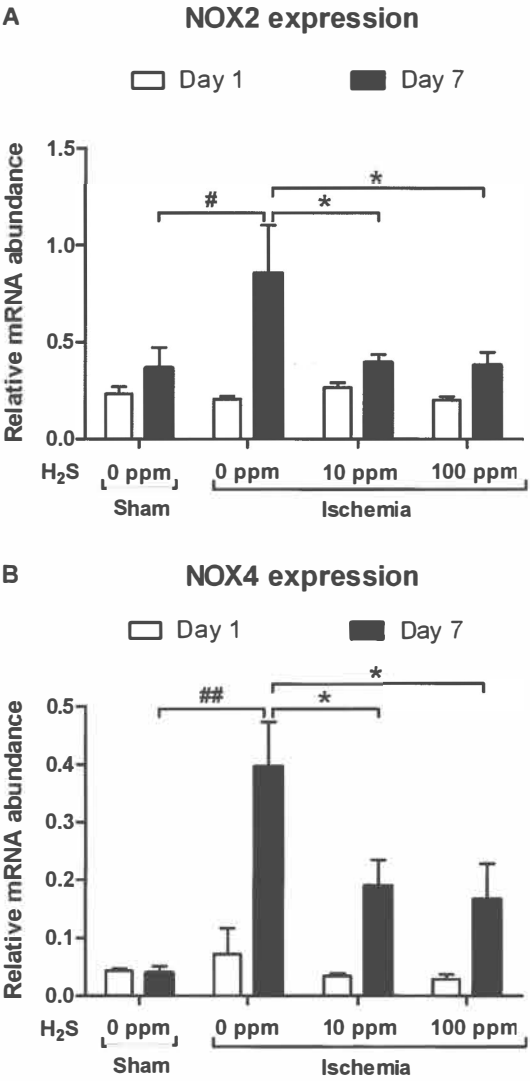 A NOX2 expression
Day 1 Day 7
Relative mRNA abundance
1.5
*
# *
1.0
0.5
0.0
H₂S 0 ppm 0 ppm 10 ppm 100 ppm
Sham Ischemia
B NOX4 expression
Day 1 Day 7
Relative mRNA abundance
*
0.5 ## *
0.4
0.3
0.2
0.1
0.0
H₂S 0 ppm 0 ppm 10 ppm 100 ppm
Sham Ischemia